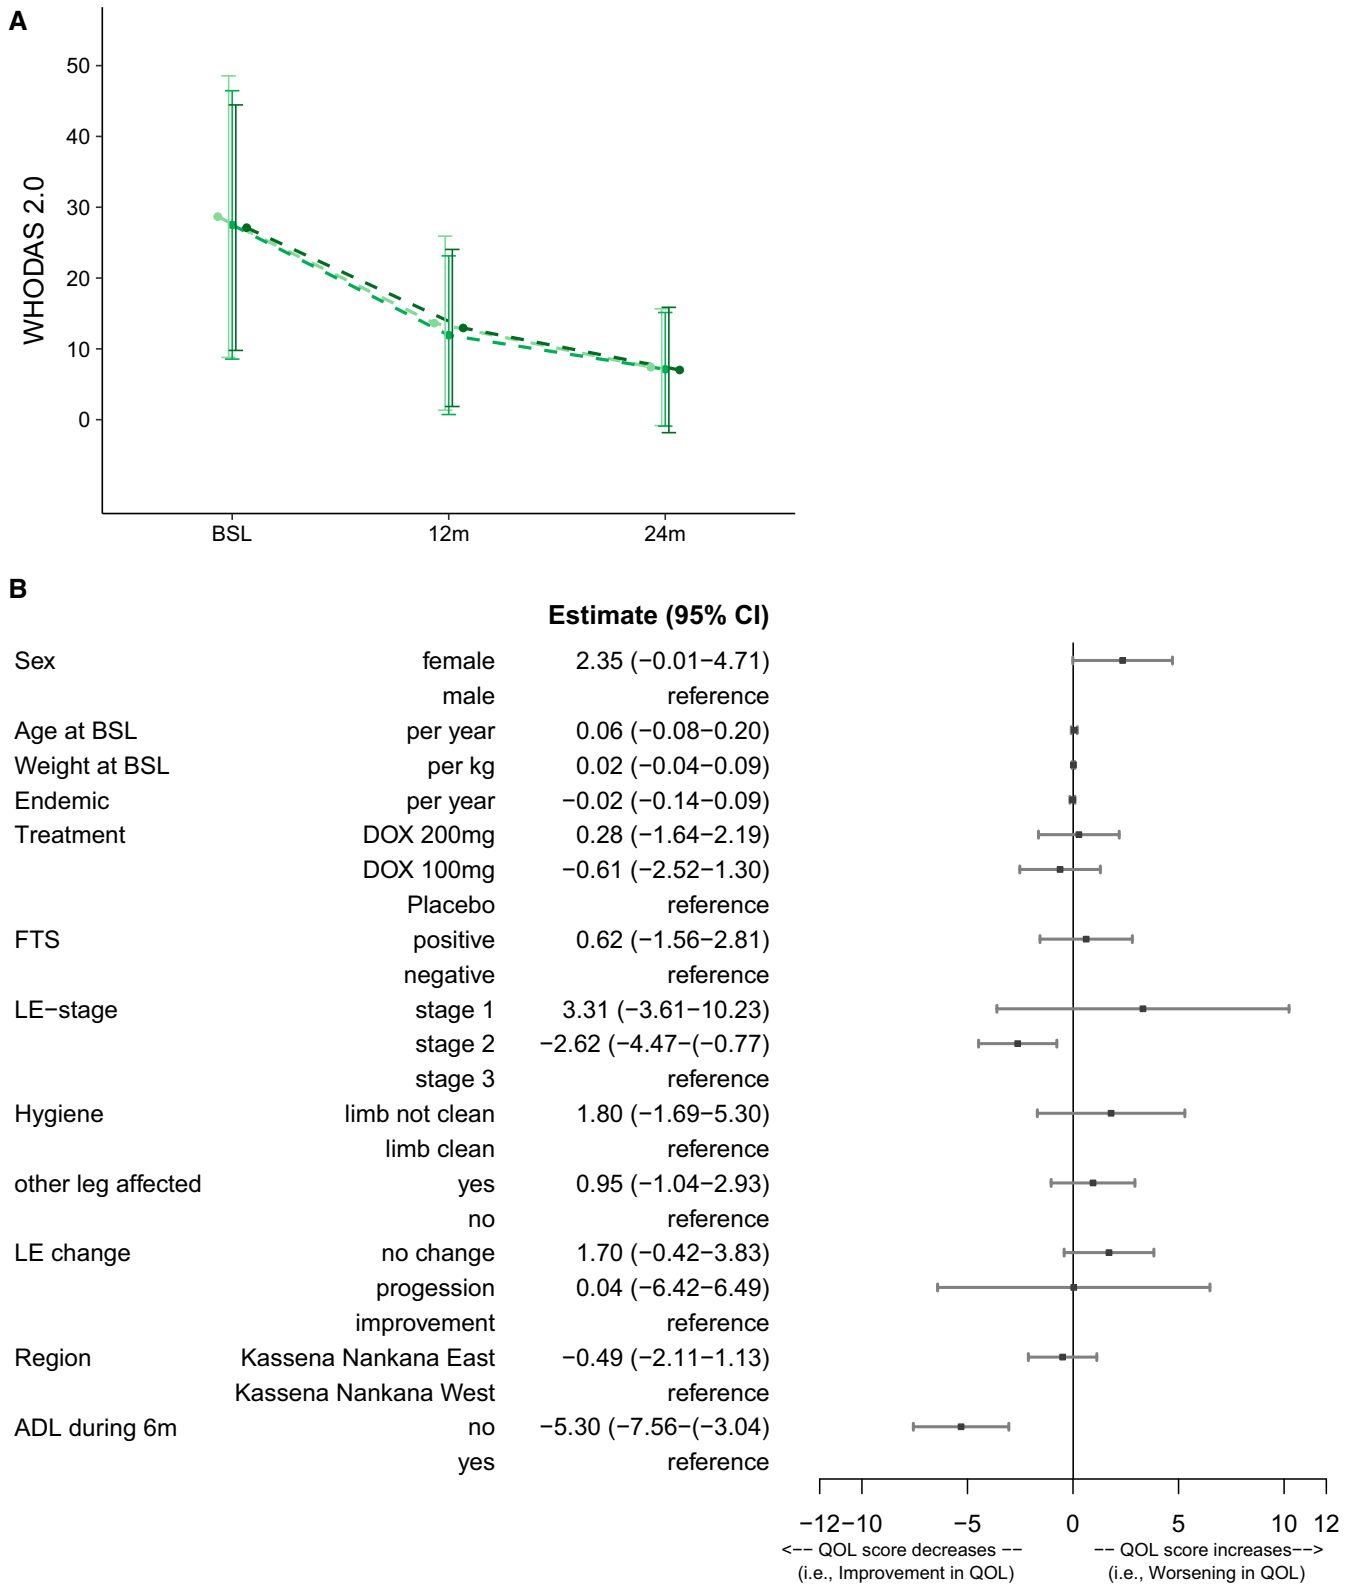 A
50
40
30
20
10
0
WHODAS 2.0
BSL 12m 24m
B
Estimate (95% CI)
Sex female 2.35 (−0.01−4.71)
male reference
Age at BSL per year 0.06 (−0.08−0.20)
Weight at BSL per kg 0.02 (−0.04−0.09)
Endemic per year −0.02 (−0.14−0.09)
Treatment DOX 200mg 0.28 (−1.64−2.19)
DOX 100mg −0.61 (−2.52−1.30)
Placebo reference
FTS positive 0.62 (−1.56−2.81)
negative reference
LE−stage stage 1 3.31 (−3.61−10.23)
stage 2 −2.62 (−4.47−(−0.77)
stage 3 reference
Hygiene limb not clean 1.80 (−1.69−5.30)
limb clean reference
other leg affected yes 0.95 (−1.04−2.93)
no reference
LE change no change 1.70 (−0.42−3.83)
progession 0.04 (−6.42−6.49)
improvement reference
Region Kassena Nankana East −0.49 (−2.11−1.13)
Kassena Nankana West reference
ADL during 6m no −5.30 (−7.56−(−3.04)
yes reference
−12 −10 −5 0 5 10 12
<−− QOL score decreases −− −− QOL score increases−−>
(i.e., Improvement in QOL) (i.e., Worsening in QOL)